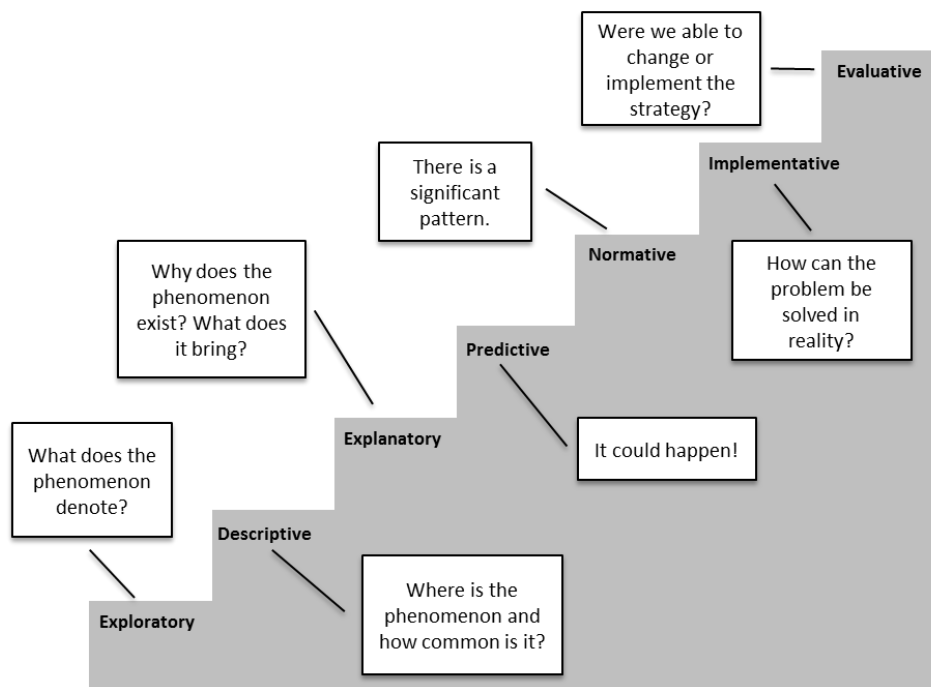 Were we able to
change or
implement the
strategy?
Evaluative
There is a
significant
pattern.
Implementative
Why does the
phenomenon
exist? What does
it bring?
Normative
How can the
problem be
solved in
reality?
Predictive
What does the
phenomenon
denote?
Explanatory
It could happen!
Descriptive
Where is the
phenomenon and
how common is it?
Exploratory